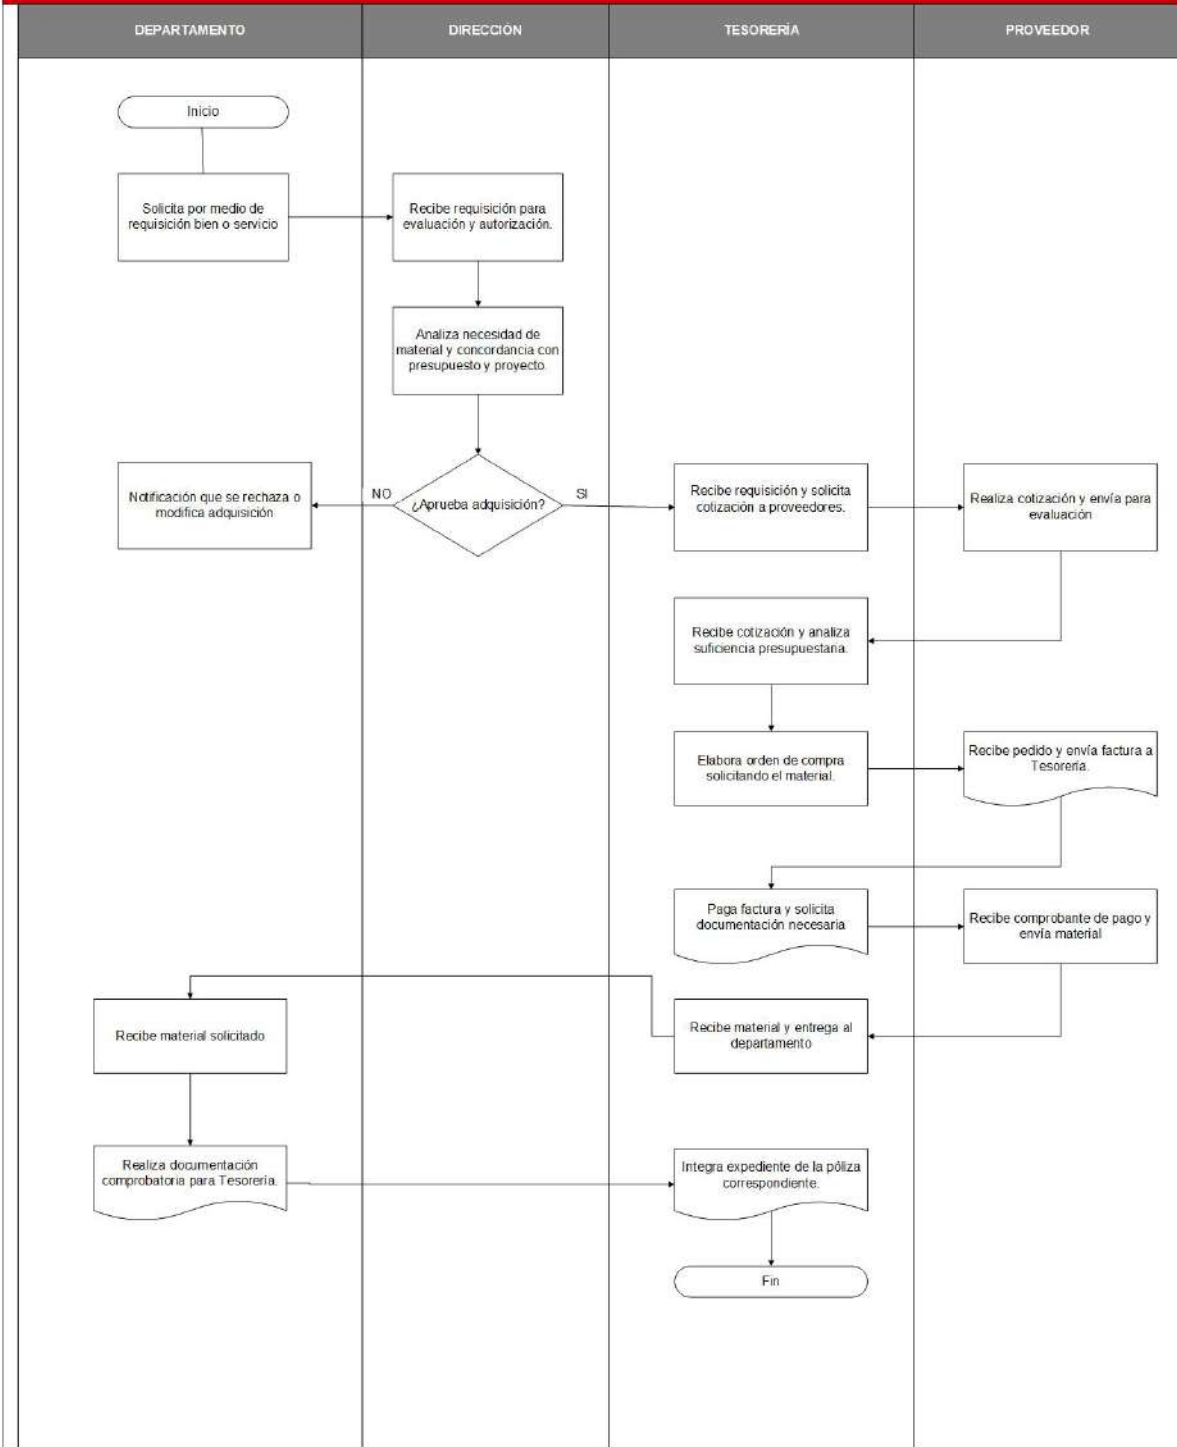 DEPARTAMENTO
DIRECCIÓN
TESORERÍA
PROVEEDOR
Inicio
Solicita por medio de
requisición bien o servicio
Recibe requisición para
evaluación y autorización.
Analiza necesidad de
material y concordancia con
presupuesto y proyecto.
Notificación que se rechaza o
modifica adquisición
NO
¿Aprueba adquisición?
SI
Recibe requisición y solicita
cotización a proveedores.
Realiza cotización y envía para
evaluación
Recibe cotización y analiza
suficiencia presupuestaria.
Elabora orden de compra
solicitando el material.
Recibe pedido y envía factura a
Tesorería.
Paga factura y solicita
documentación necesaria
Recibe comprobante de pago y
envía material
Recibe material solicitado
Recibe material y entrega al
departamento
Realiza documentación
comprobatoria para Tesorería.
Integra expediente de la póliza
correspondiente.
Fin